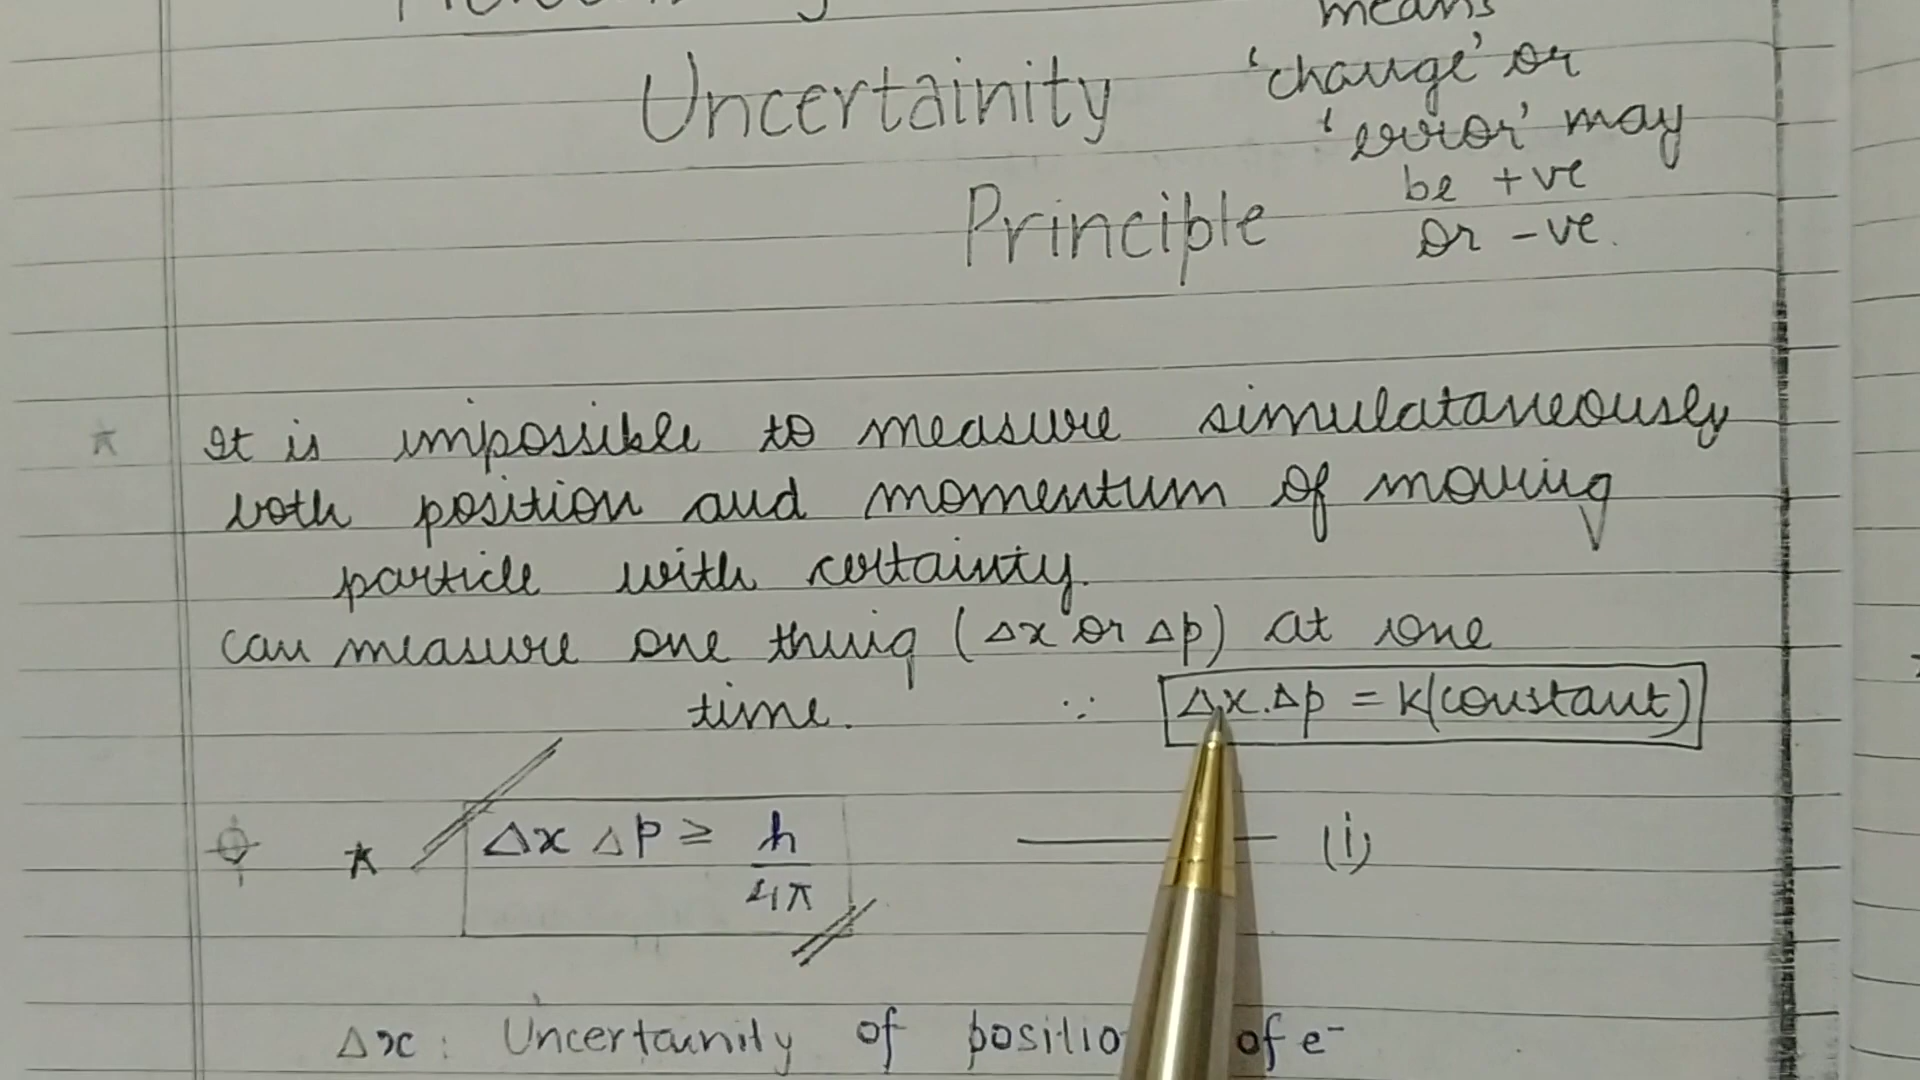 means
Uncertainity 'change' or
'error' may
be +ve
Principle or -ve.
It is impossible to measure simulataneously
both position and momentum of moving
particle with certainty.
can measure one thing (Δx or Δp) at one
time. ∵ Δx.Δp = k(constant)
★ Δx Δp ≥ h/4π (i)
Δx : Uncertainity of positio of e⁻